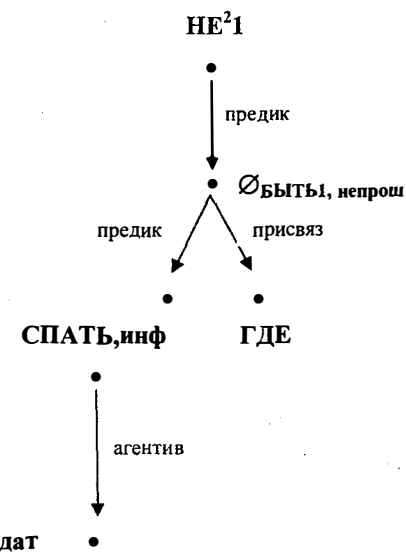 НЕ²1
предик
∅БЫТЬ1, непрош
предик присвяз
СПАТЬ,инф ГДЕ
агентив
дат